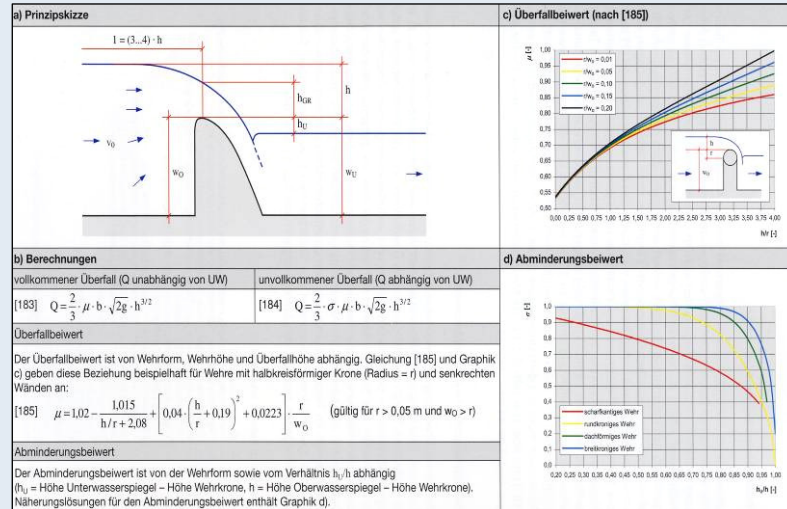 a) Prinzipskizze
l = (3...4) · h
h
h_GR
h_U
v_0
w_O
w_U
b) Berechnungen
vollkommener Überfall (Q unabhängig von UW)
unvollkommener Überfall (Q abhängig von UW)
[183] Q = 2/3 · μ · b · √2g · h^3/2
[184] Q = 2/3 · σ · μ · b · √2g · h^3/2
Überfallbeiwert
Der Überfallbeiwert ist von Wehrform, Wehrhöhe und Überfallhöhe abhängig. Gleichung [185] und Graphik
c) geben diese Beziehung beispielhaft für Wehre mit halbkreisförmiger Krone (Radius = r) und senkrechten
Wänden an:
[185] μ = 1,02 − 1,015 / (h/r + 2,08) + [0,04 · (h/r + 0,19)^2 + 0,0223] · r/w_O (gültig für r > 0,05 m und w_O > r)
Abminderungsbeiwert
Der Abminderungsbeiwert ist von der Wehrform sowie vom Verhältnis h_U/h abhängig
(h_U = Höhe Unterwasserspiegel – Höhe Wehrkrone, h = Höhe Oberwasserspiegel – Höhe Wehrkrone).
Näherungslösungen für den Abminderungsbeiwert enthält Graphik d).
c) Überfallbeiwert (nach [185])
μ [-]
1,00
0,95
0,90
0,85
0,80
0,75
0,70
0,65
0,60
0,55
0,50
r/w_o = 0,01
r/w_o = 0,05
r/w_o = 0,10
r/w_o = 0,15
r/w_o = 0,20
h
r
w_O
0,00 0,25 0,50 0,75 1,00 1,25 1,50 1,75 2,00 2,25 2,50 2,75 3,00 3,25 3,50 3,75 4,00
h/r [-]
d) Abminderungsbeiwert
σ [-]
1,0
0,9
0,8
0,7
0,6
0,5
0,4
0,3
0,2
0,1
0,0
scharfkantiges Wehr
rundkroniges Wehr
dachförmiges Wehr
breitkroniges Wehr
0,20 0,25 0,30 0,35 0,40 0,45 0,50 0,55 0,60 0,65 0,70 0,75 0,80 0,85 0,90 0,95 1,00
h_U/h [-]